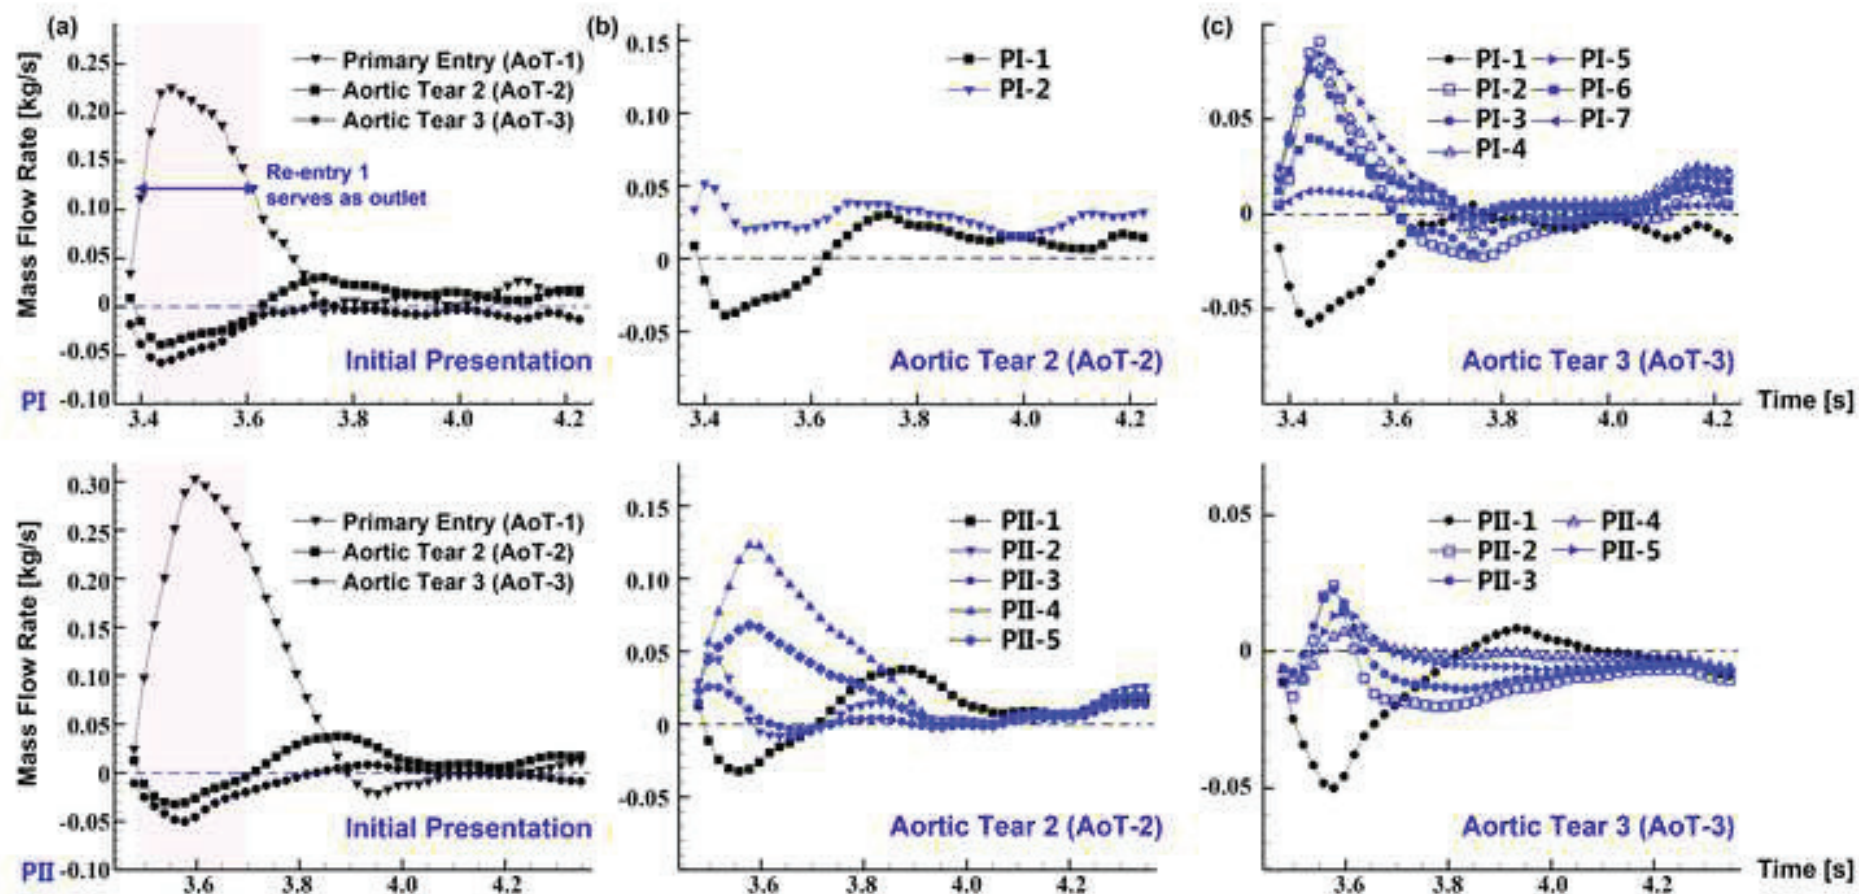 (a)
Mass Flow Rate [kg/s]
0.25
0.20
0.15
0.10
0.05
0
-0.05
-0.10
Primary Entry (AoT-1)
Aortic Tear 2 (AoT-2)
Aortic Tear 3 (AoT-3)
Re-entry 1
serves as outlet
Initial Presentation
PI
3.4 3.6 3.8 4.0 4.2
(b)
0.15
0.10
0.05
0
-0.05
PI-1
PI-2
Aortic Tear 2 (AoT-2)
3.4 3.6 3.8 4.0 4.2
(c)
0.05
0
-0.05
PI-1 PI-5
PI-2 PI-6
PI-3 PI-7
PI-4
Aortic Tear 3 (AoT-3)
3.4 3.6 3.8 4.0 4.2
Time [s]
Mass Flow Rate [kg/s]
0.30
0.25
0.20
0.15
0.10
0.05
0
-0.05
-0.10
Primary Entry (AoT-1)
Aortic Tear 2 (AoT-2)
Aortic Tear 3 (AoT-3)
Initial Presentation
PII
3.6 3.8 4.0 4.2
0.15
0.10
0.05
0
-0.05
PII-1
PII-2
PII-3
PII-4
PII-5
Aortic Tear 2 (AoT-2)
3.6 3.8 4.0 4.2
0.05
0
-0.05
PII-1 PII-4
PII-2 PII-5
PII-3
Aortic Tear 3 (AoT-3)
3.6 3.8 4.0 4.2
Time [s]